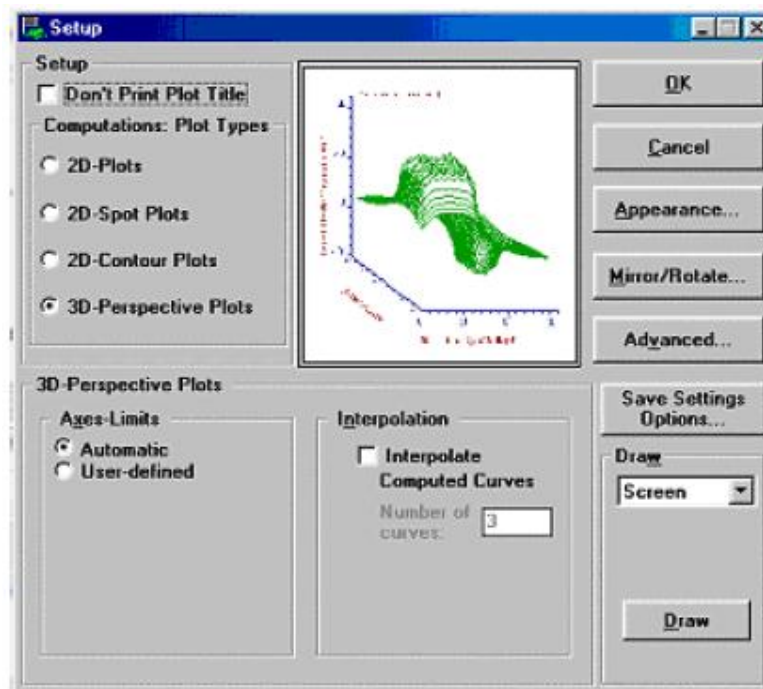 Setup
Setup
Don't Print Plot Title
Computations: Plot Types
2D-Plots
2D-Spot Plots
2D-Contour Plots
3D-Perspective Plots
OK
Cancel
Appearance...
Mirror/Rotate...
Advanced...
3D-Perspective Plots
Axes-Limits
Automatic
User-defined
Interpolation
Interpolate
Computed Curves
Number of
curves:
3
Save Settings
Options...
Draw
Screen
Draw